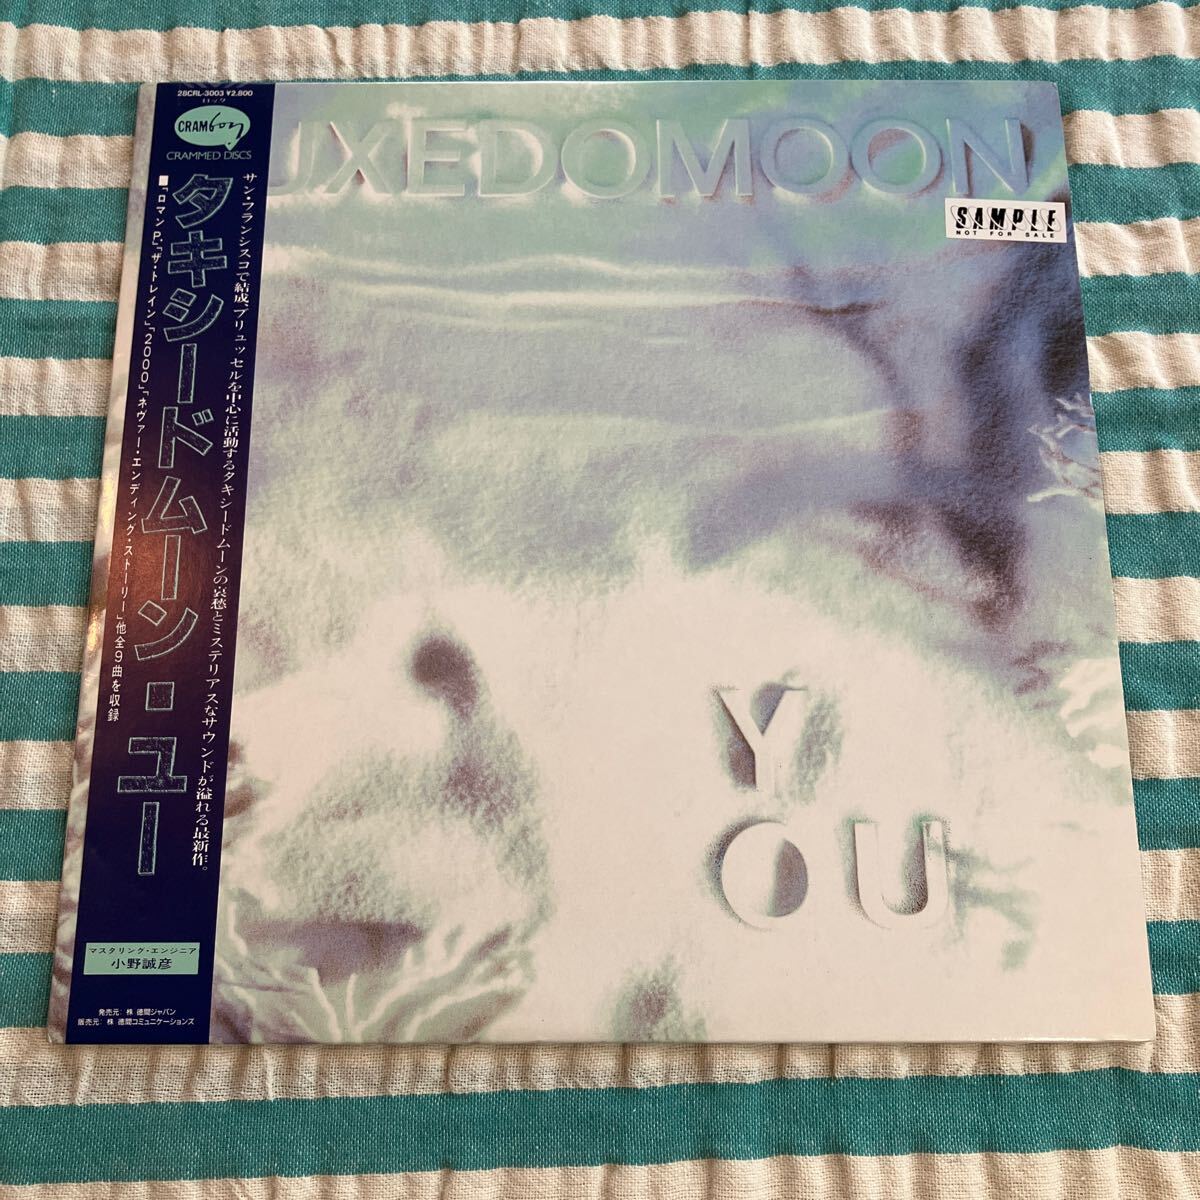 28CRL-3003 ¥2,800
ロック
CRAMboy
CRAMMED DISCS
タキシードムーン・ユー
サン・フランシスコで結成、ブリュッセルを中心に活動するタキシードムーンの哀愁とミステリアスなサウンドが溢れる最新作。
■「ロマンP」「ザ・トレイン」「2000」「ネヴァー・エンディング・ストーリー」他全9曲を収録
マスタリング・エンジニア
小野誠彦
発売元：株 徳間ジャパン
販売元：株 徳間コミュニケーションズ
UXEDOMOON
SAMPLE
NOT FOR SALE
Y
OU